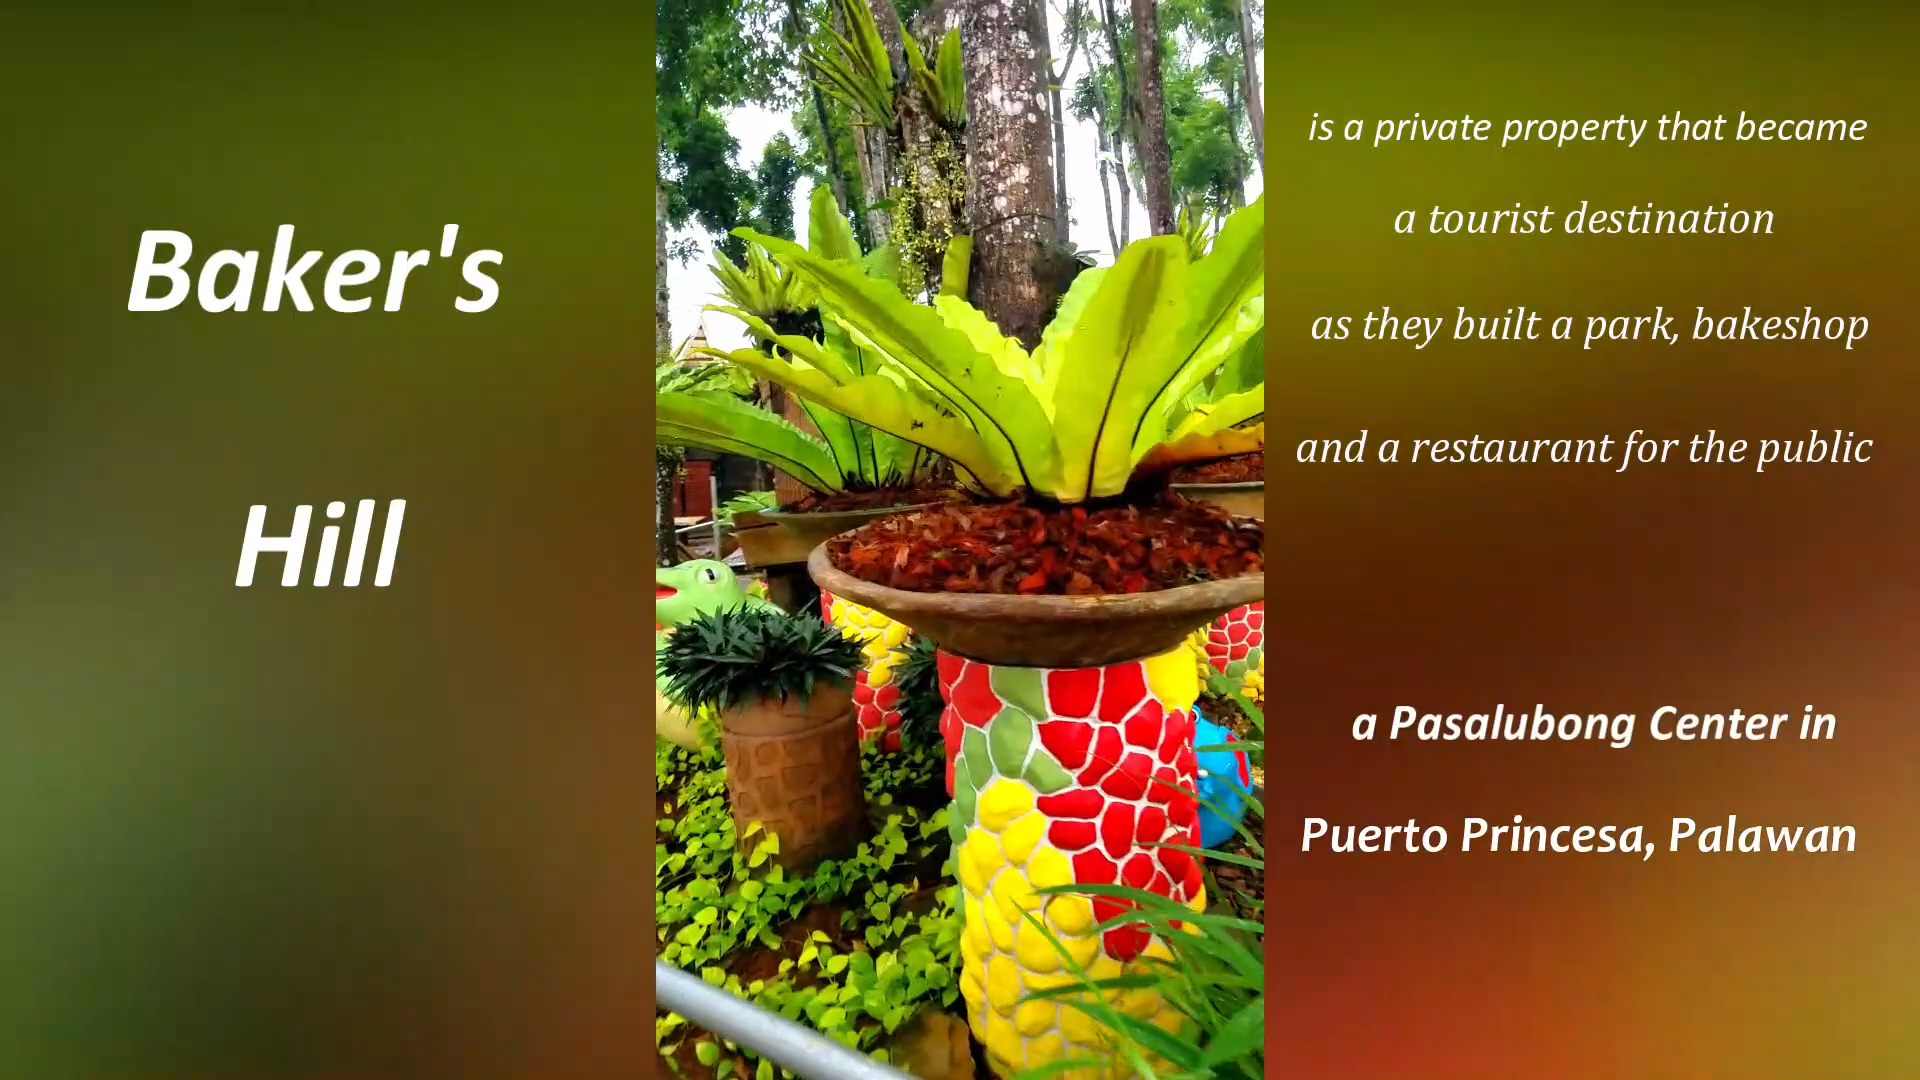 Baker's
Hill
is a private property that became
a tourist destination
as they built a park, bakeshop
and a restaurant for the public
a Pasalubong Center in
Puerto Princesa, Palawan